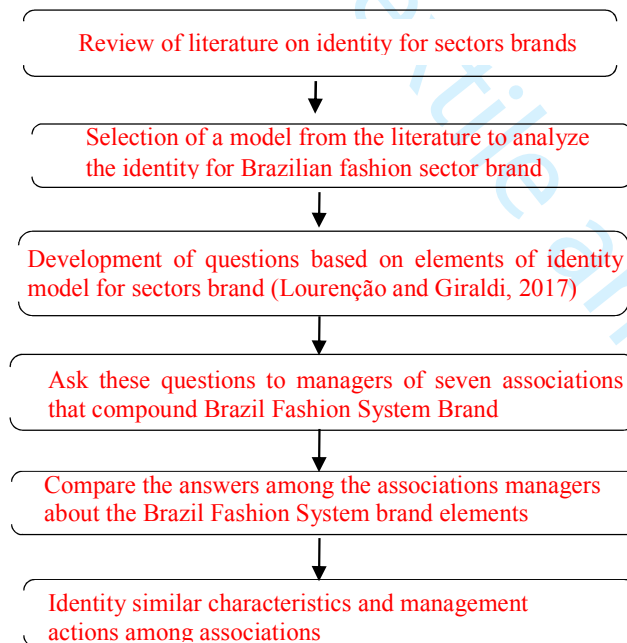 Review of literature on identity for sectors brands
Selection of a model from the literature to analyze
the identity for Brazilian fashion sector brand
Development of questions based on elements of identity
model for sectors brand (Lourenção and Giraldi, 2017)
Ask these questions to managers of seven associations
that compound Brazil Fashion System Brand
Compare the answers among the associations managers
about the Brazil Fashion System brand elements
Identity similar characteristics and management
actions among associations